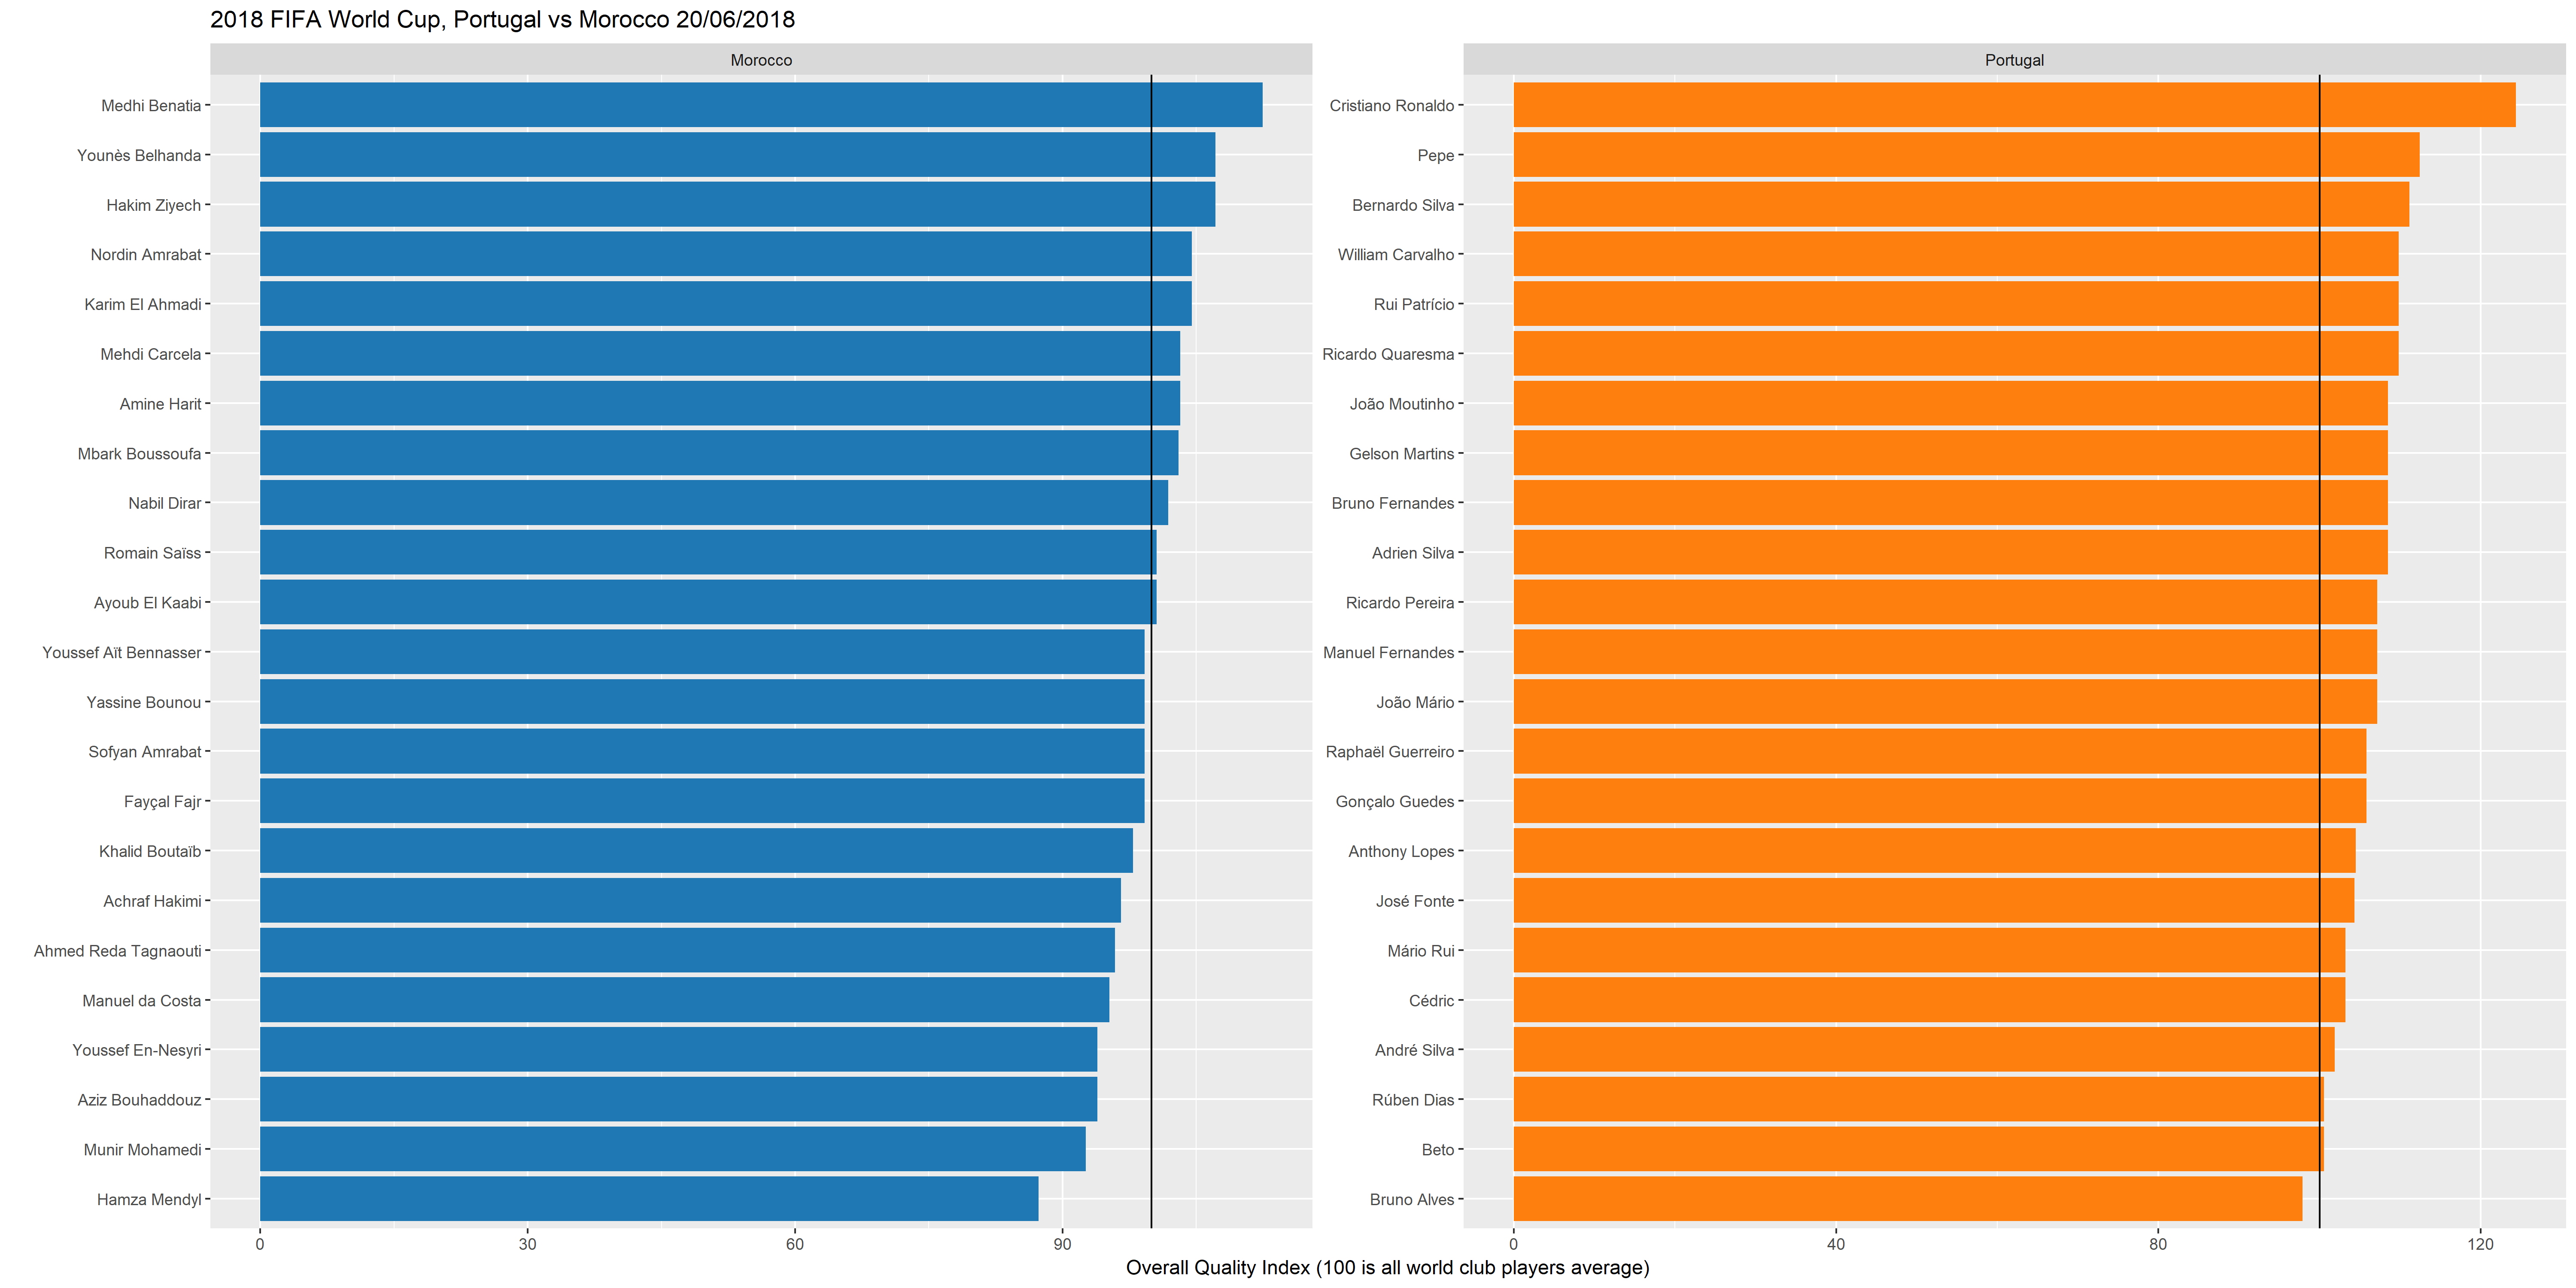 2018 FIFA World Cup, Portugal vs Morocco 20/06/2018
Morocco
Medhi Benatia
Younès Belhanda
Hakim Ziyech
Nordin Amrabat
Karim El Ahmadi
Mehdi Carcela
Amine Harit
Mbark Boussoufa
Nabil Dirar
Romain Saïss
Ayoub El Kaabi
Youssef Aït Bennasser
Yassine Bounou
Sofyan Amrabat
Fayçal Fajr
Khalid Boutaïb
Achraf Hakimi
Ahmed Reda Tagnaouti
Manuel da Costa
Youssef En-Nesyri
Aziz Bouhaddouz
Munir Mohamedi
Hamza Mendyl
0 30 60 90
Portugal
Cristiano Ronaldo
Pepe
Bernardo Silva
William Carvalho
Rui Patrício
Ricardo Quaresma
João Moutinho
Gelson Martins
Bruno Fernandes
Adrien Silva
Ricardo Pereira
Manuel Fernandes
João Mário
Raphaël Guerreiro
Gonçalo Guedes
Anthony Lopes
José Fonte
Mário Rui
Cédric
André Silva
Rúben Dias
Beto
Bruno Alves
0 40 80 120
Overall Quality Index (100 is all world club players average)